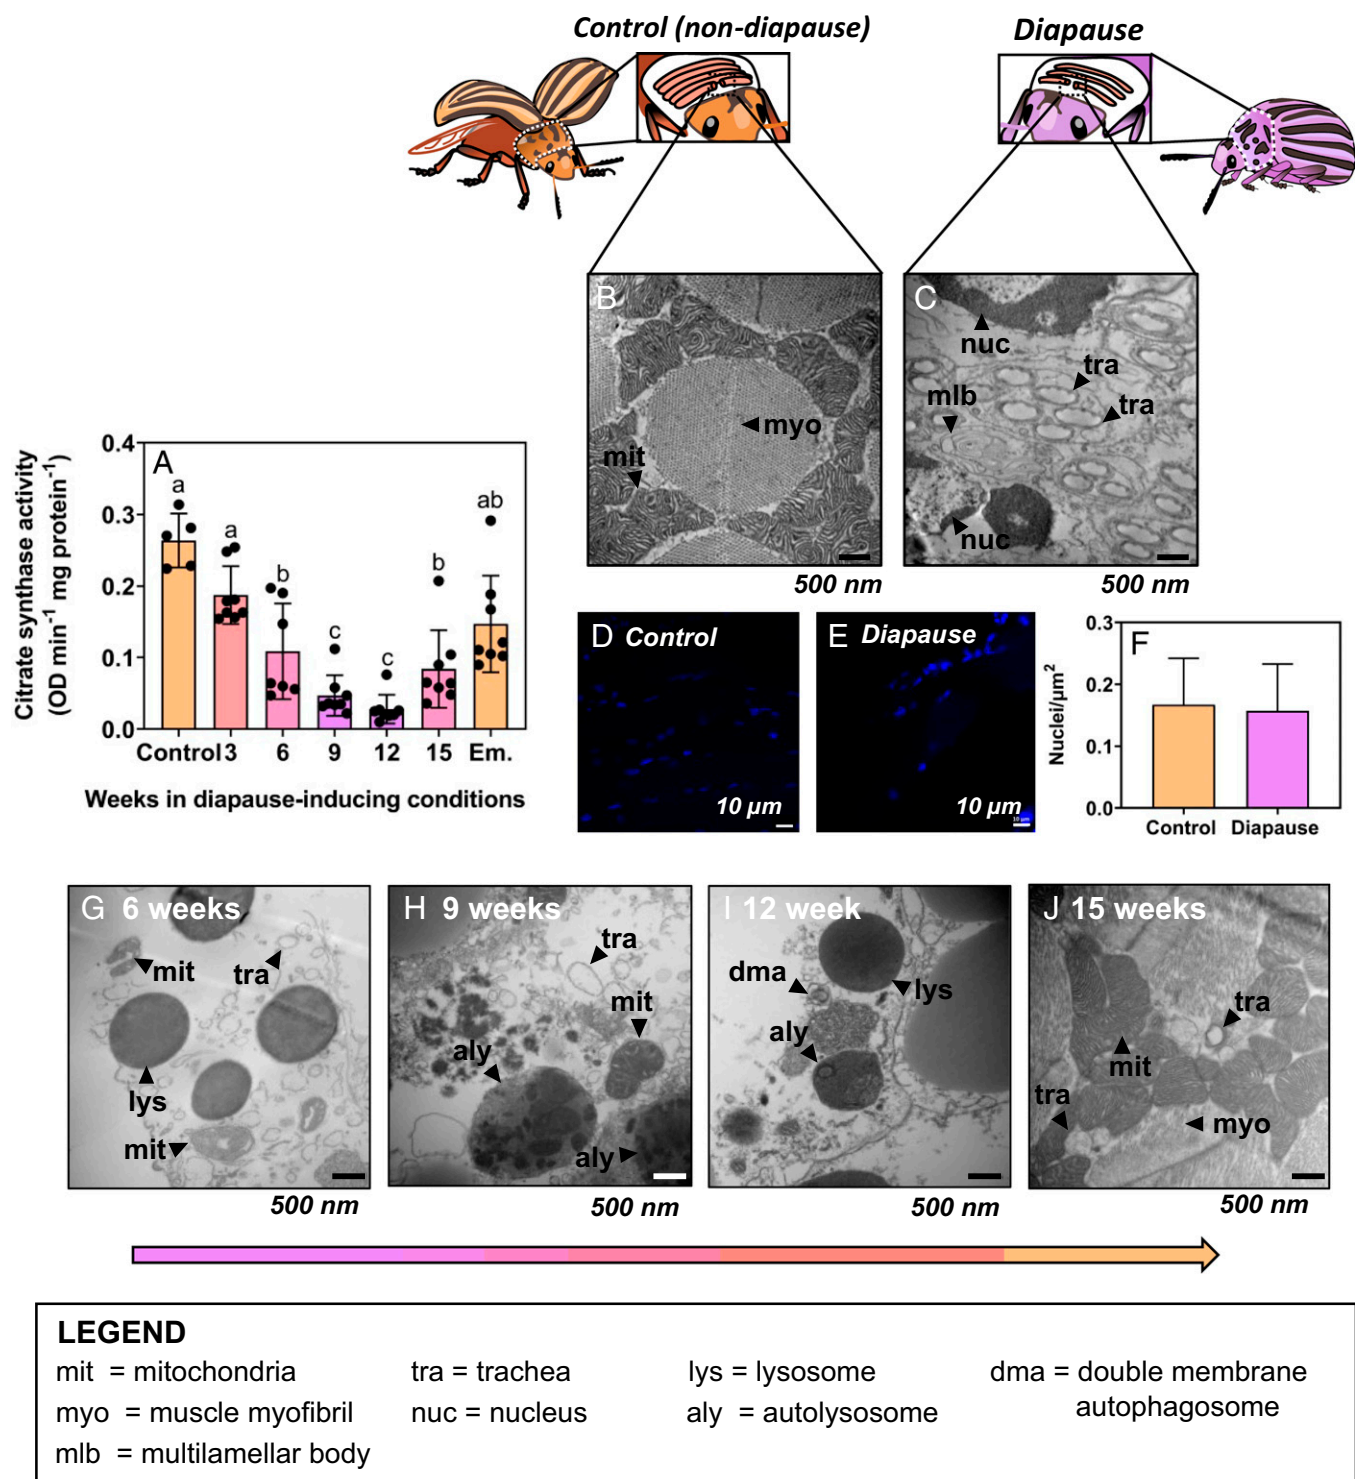 Control (non-diapause)
Diapause
B
myo
mit
500 nm
C
nuc
tra
mlb
tra
nuc
500 nm
A
Citrate synthase activity
(OD min⁻¹ mg protein⁻¹)
0.4
0.3
0.2
0.1
0.0
a
a
b
c
c
b
ab
Control 3 6 9 12 15 Em.
Weeks in diapause-inducing conditions
D Control
10 µm
E Diapause
10 µm
10 µm
F
Nuclei/µm²
0.3
0.2
0.1
0.0
Control Diapause
G 6 weeks
mit
tra
lys
mit
500 nm
H 9 weeks
tra
mit
aly
aly
500 nm
I 12 week
dma
lys
aly
500 nm
J 15 weeks
tra
mit
tra
myo
500 nm
LEGEND
mit = mitochondria
tra = trachea
lys = lysosome
dma = double membrane
autophagosome
myo = muscle myofibril
nuc = nucleus
aly = autolysosome
mlb = multilamellar body